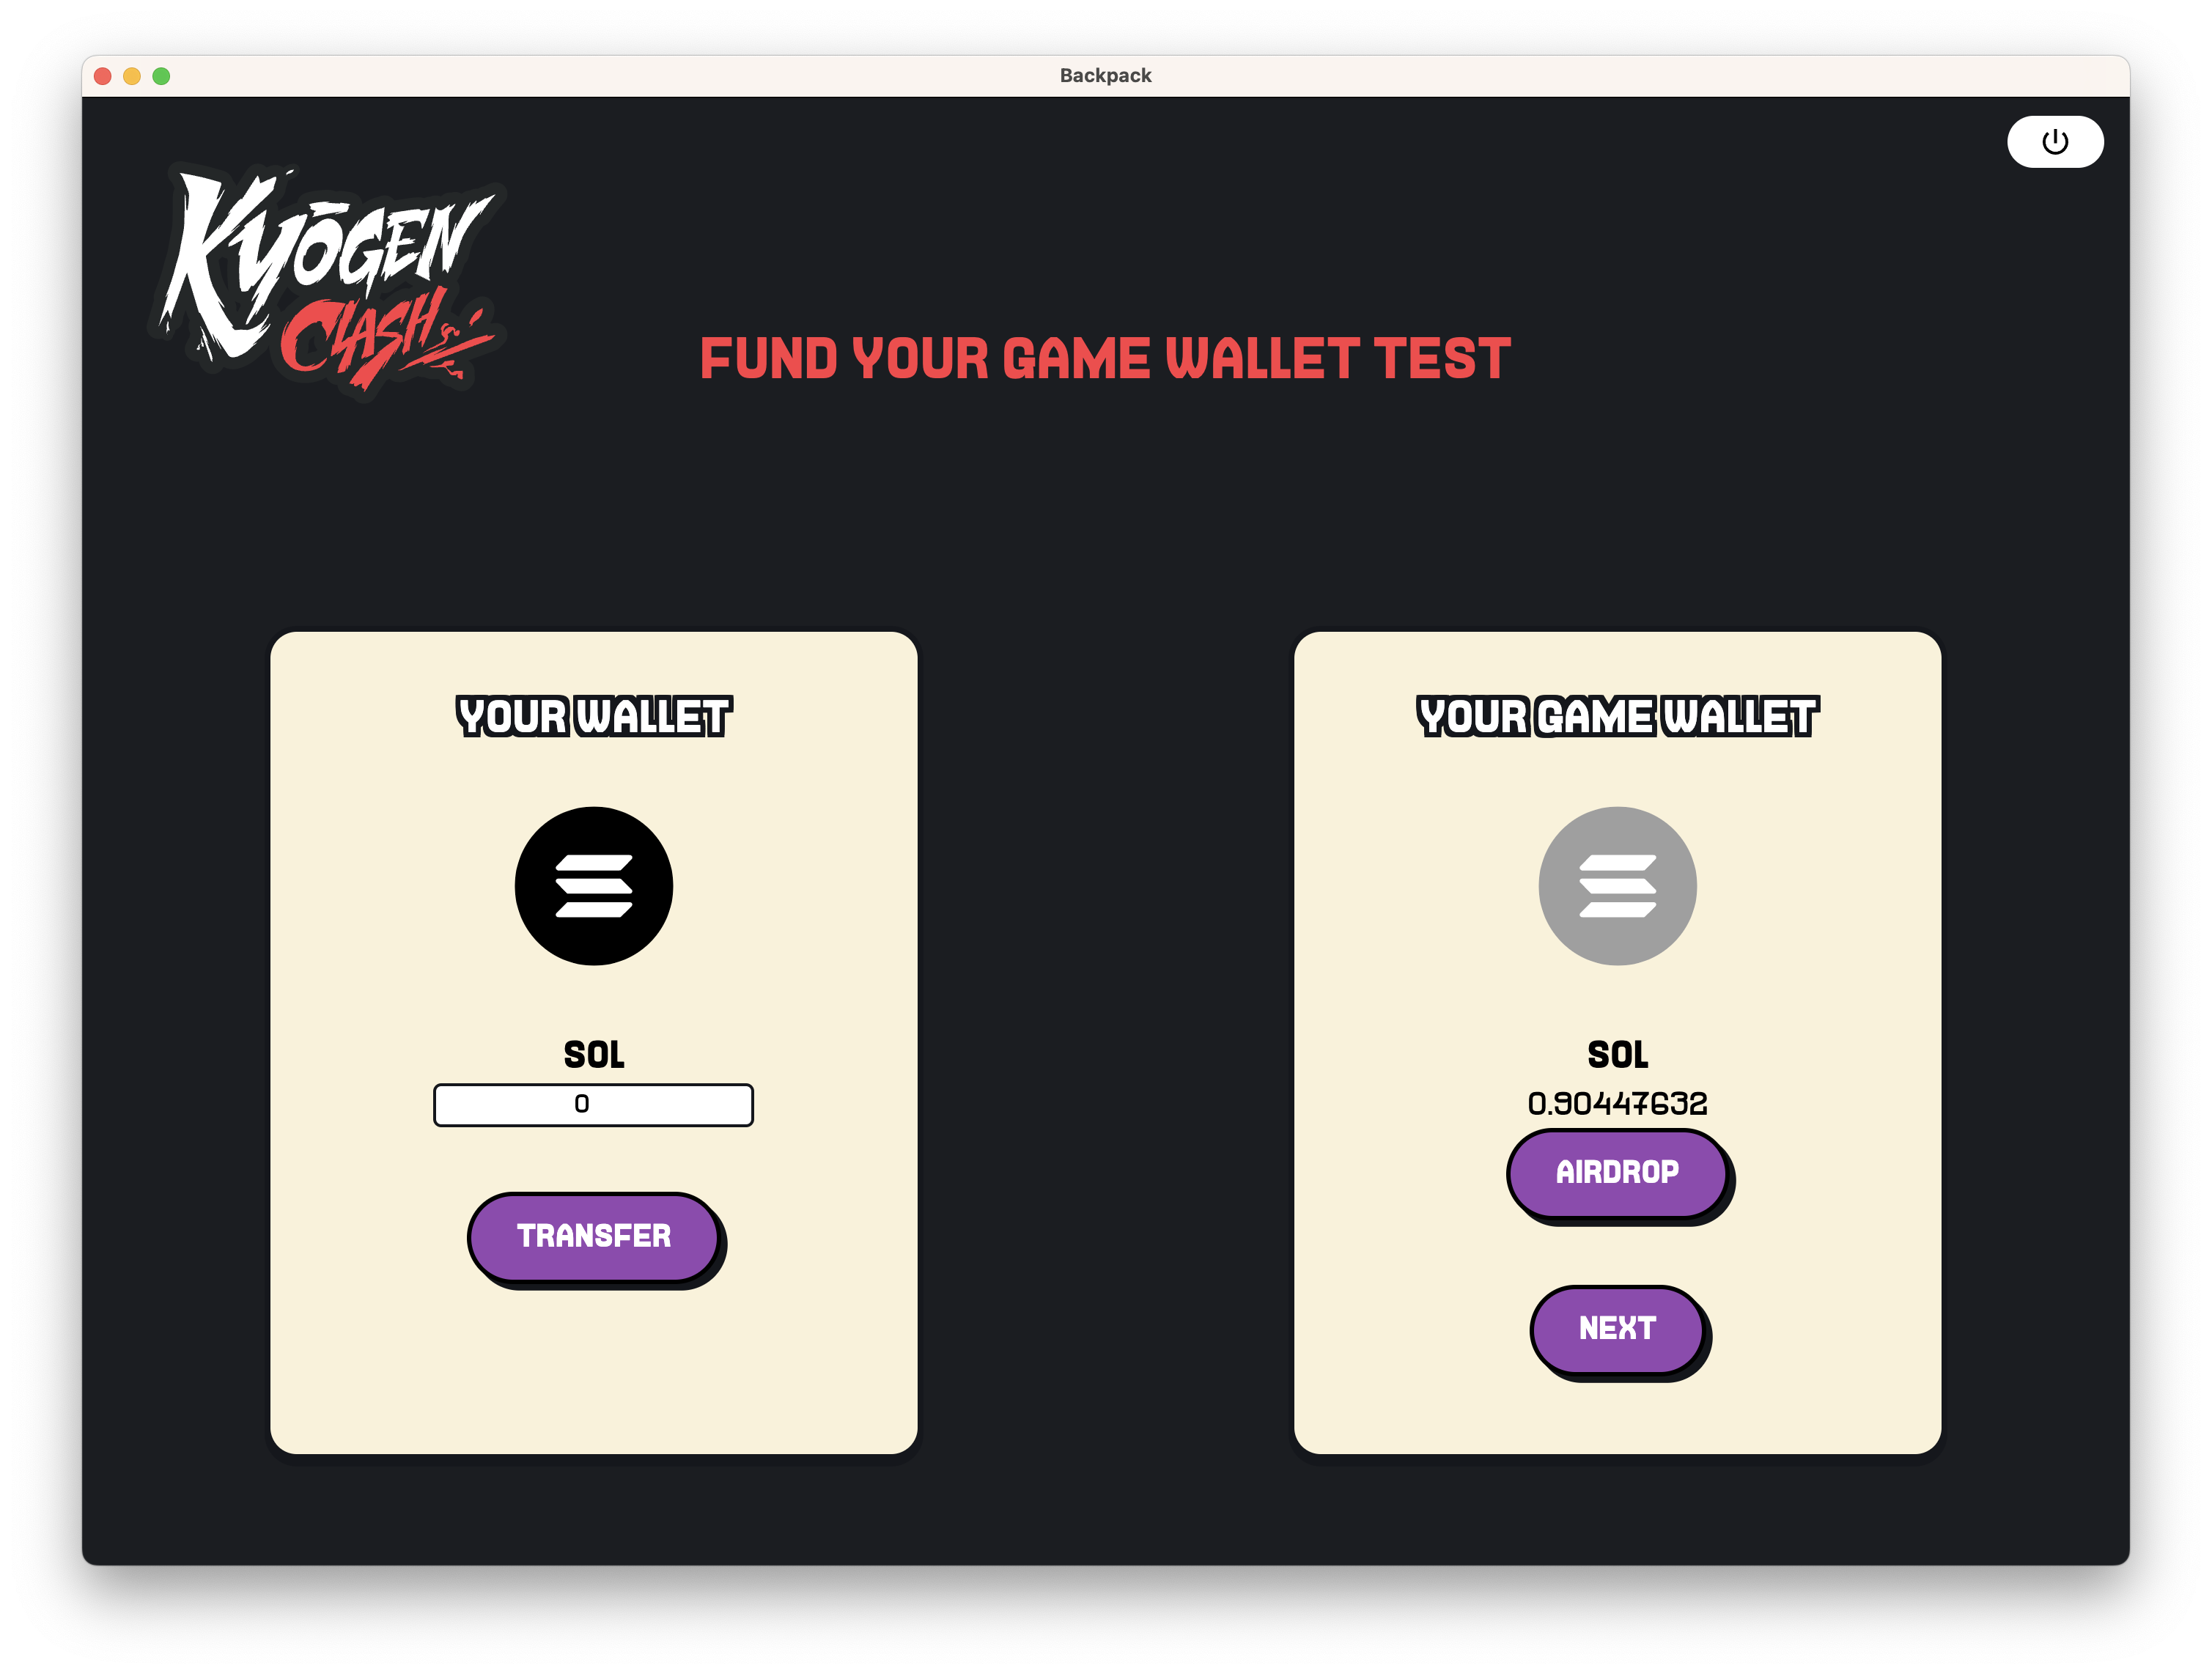 Backpack
KYŌGEN
CLASH
FUND YOUR GAME WALLET TEST
YOUR WALLET
SOL
0
TRANSFER
YOUR GAME WALLET
SOL
0.90447632
AIRDROP
NEXT